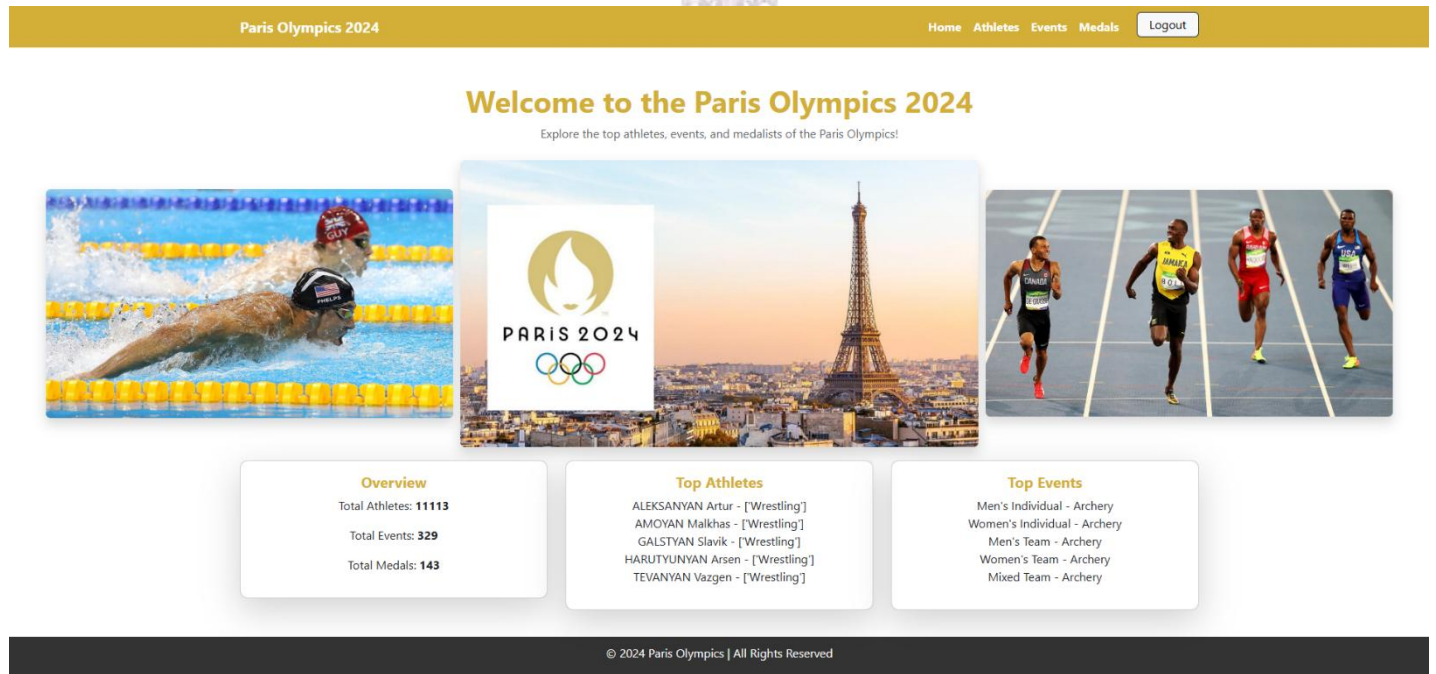 Paris Olympics 2024
Home Athletes Events Medals Logout
Welcome to the Paris Olympics 2024
Explore the top athletes, events, and medalists of the Paris Olympics!
GUY
PHELPS
PARIS 2024
CANADA
JAMAICA
BOLT
USA
Overview
Total Athletes: 11113
Total Events: 329
Total Medals: 143
Top Athletes
ALEKSANYAN Artur - ['Wrestling']
AMOYAN Malkhas - ['Wrestling']
GALSTYAN Slavik - ['Wrestling']
HARUTYUNYAN Arsen - ['Wrestling']
TEVANYAN Vazgen - ['Wrestling']
Top Events
Men's Individual - Archery
Women's Individual - Archery
Men's Team - Archery
Women's Team - Archery
Mixed Team - Archery
© 2024 Paris Olympics | All Rights Reserved